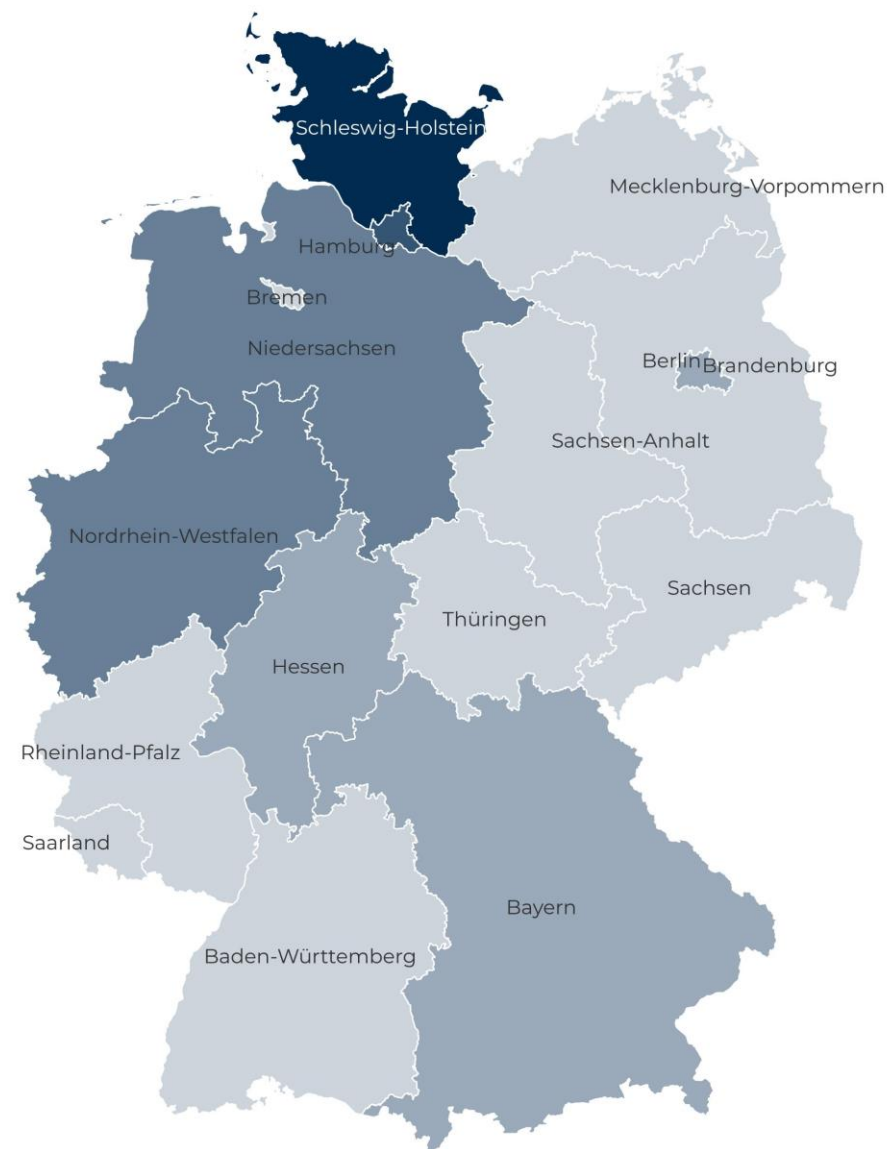 Schleswig-Holstein
Mecklenburg-Vorpommern
Hamburg
Bremen
Niedersachsen
Berlin
Brandenburg
Sachsen-Anhalt
Nordrhein-Westfalen
Sachsen
Thüringen
Hessen
Rheinland-Pfalz
Saarland
Bayern
Baden-Württemberg